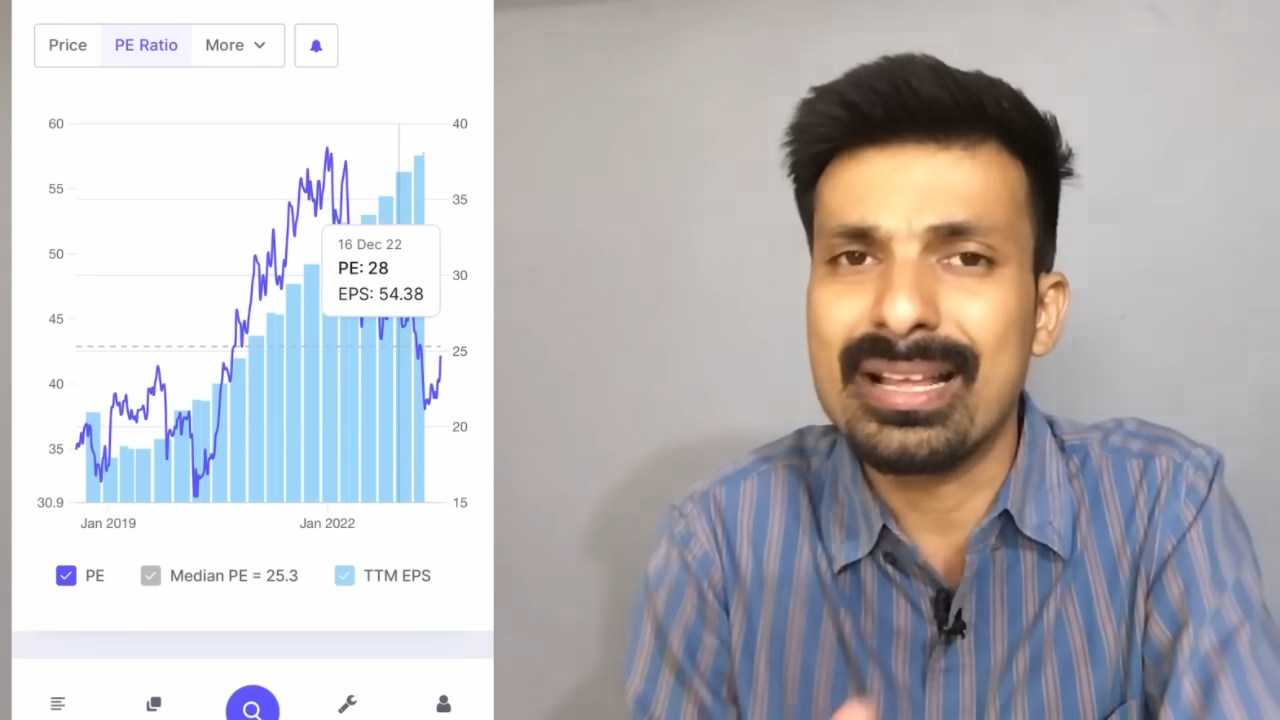 Price PE Ratio More
60 40
55
35
50
16 Dec 22
PE: 28
EPS: 54.38
30
45
25
40
20
35
30.9 15
Jan 2019 Jan 2022
PE Median PE = 25.3 TTM EPS